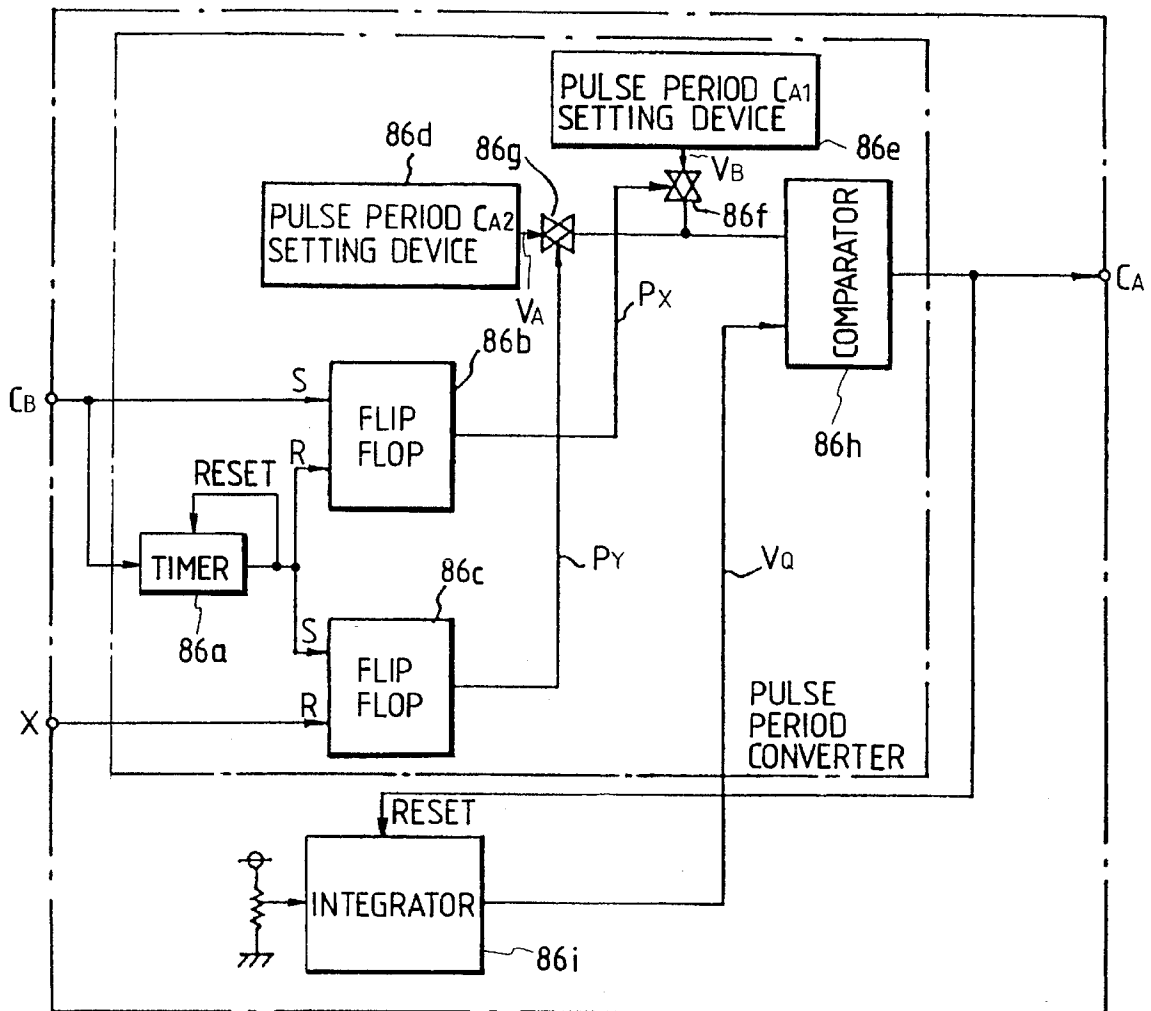 PULSE PERIOD CA1
SETTING DEVICE
86e
86d
86g
VB
86f
PULSE PERIOD CA2
SETTING DEVICE
VA
COMPARATOR
CA
PX
86b
86h
CB
S
FLIP
FLOP
R
RESET
TIMER
86a
PY
VQ
86c
S
FLIP
FLOP
R
X
PULSE
PERIOD
CONVERTER
RESET
INTEGRATOR
86i